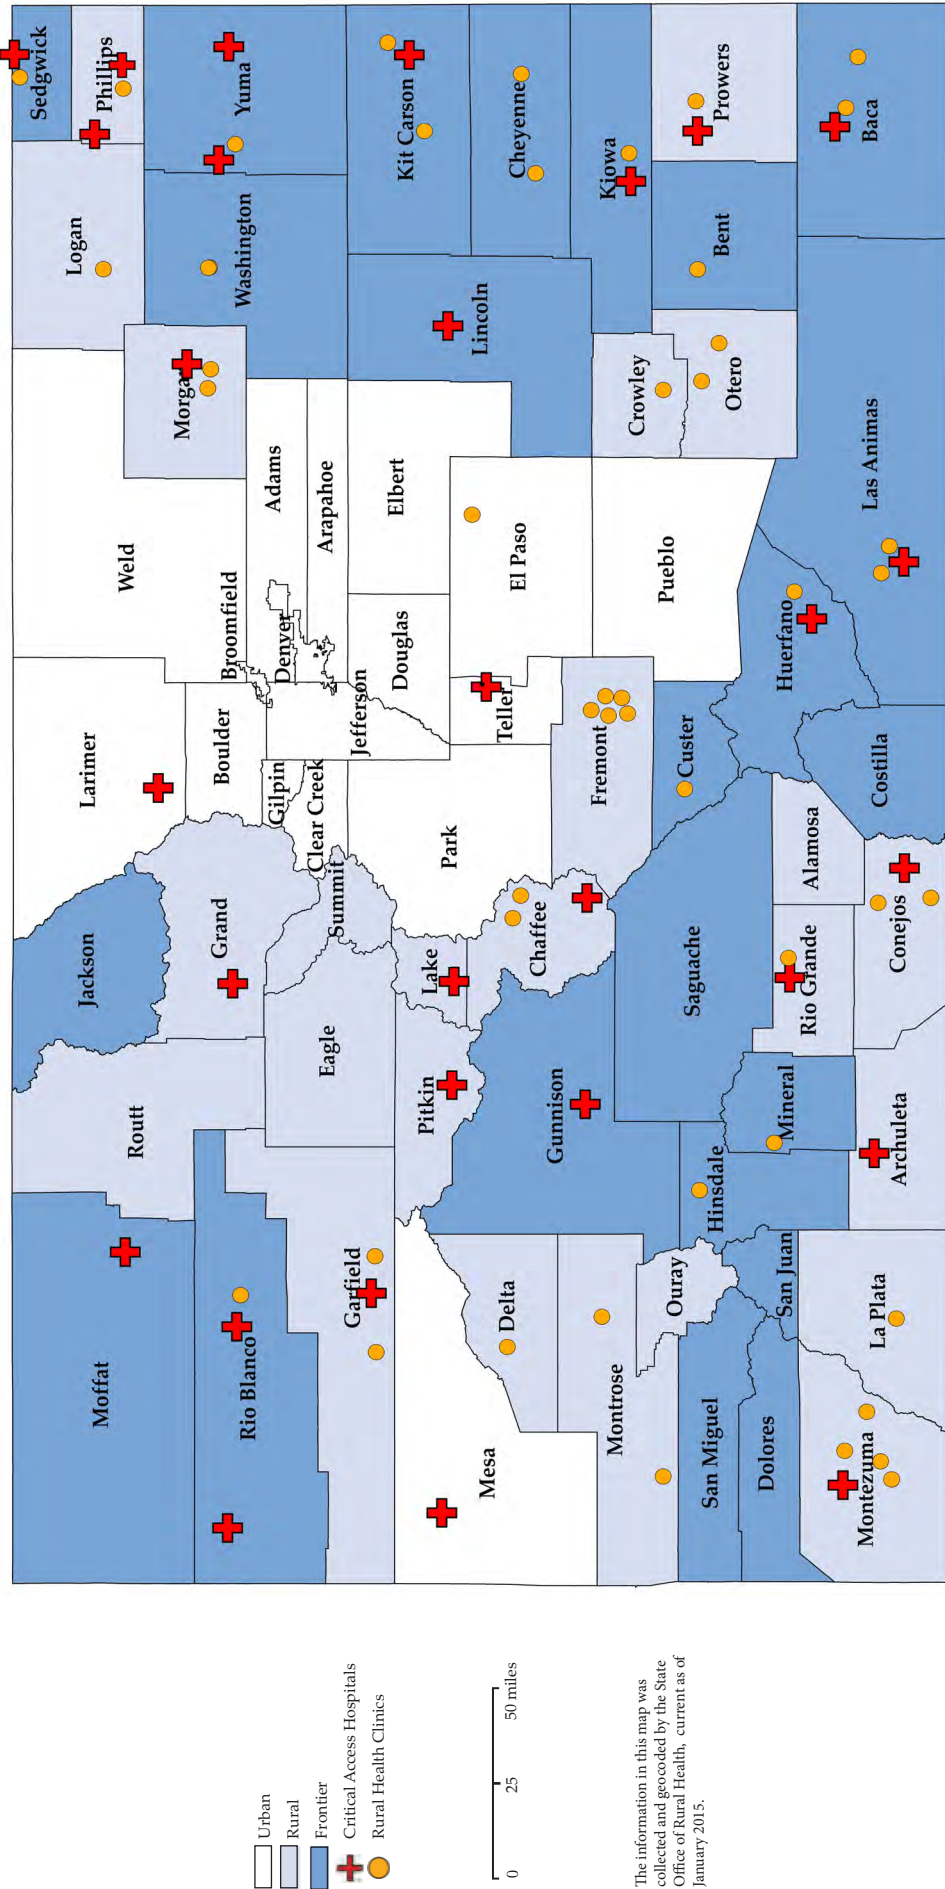 Moffat
Routt
Jackson
Larimer
Weld
Logan
Sedgwick
Phillips
Morgan
Rio Blanco
Grand
Boulder
Broomfield
Washington
Yuma
Gilpin
Adams
Denver
Clear Creek
Arapahoe
Garfield
Eagle
Summit
Jefferson
Douglas
Elbert
Kit Carson
Mesa
Pitkin
Lake
Park
Lincoln
Delta
Teller
El Paso
Cheyenne
Gunnison
Chaffee
Fremont
Montrose
Kiowa
Crowley
Ouray
Pueblo
Custer
Saguache
San Miguel
Hinsdale
Otero
Bent
Prowers
Dolores
San Juan
Mineral
Rio Grande
Alamosa
Huerfano
Montezuma
La Plata
Archuleta
Conejos
Costilla
Las Animas
Baca
Urban
Rural
Frontier
Critical Access Hospitals
Rural Health Clinics
0 25 50 miles
The information in this map was
collected and geocoded by the State
Office of Rural Health, current as of
January 2015.